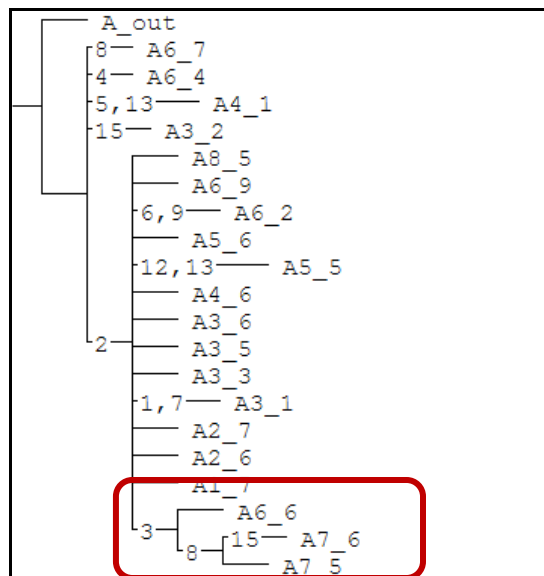 A_out
8 A6_7
4 A6_4
5,13 A4_1
15 A3_2
A8_5
A6_9
6,9 A6_2
A5_6
12,13 A5_5
A4_6
A3_6
2 A3_5
A3_3
1,7 A3_1
A2_7
A2_6
A1_7
A6_6
3
8 15 A7_6
A7_5